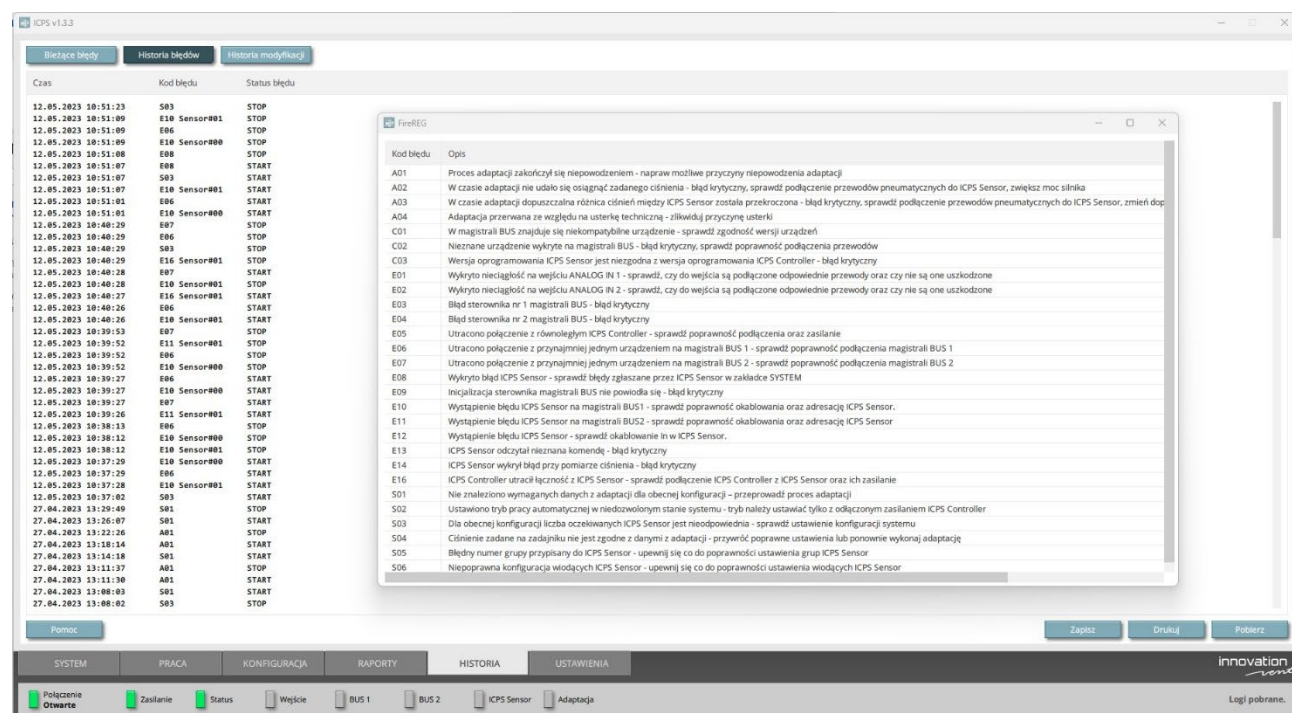 ICPS v1.3.3
Bieżące błędy Historia błędów Historia modyfikacji
Czas Kod błędu Status błędu
12.05.2023 10:51:23 S03 STOP
12.05.2023 10:51:09 E10 Sensor#01 STOP
12.05.2023 10:51:09 E06 STOP
12.05.2023 10:51:09 E10 Sensor#00 STOP
12.05.2023 10:51:08 E08 STOP
12.05.2023 10:51:07 E08 START
12.05.2023 10:51:07 S03 START
12.05.2023 10:51:07 E10 Sensor#01 START
12.05.2023 10:51:01 E06 START
12.05.2023 10:51:01 E10 Sensor#00 START
12.05.2023 10:40:29 E07 STOP
12.05.2023 10:40:29 E06 STOP
12.05.2023 10:40:29 S03 STOP
12.05.2023 10:40:29 E16 Sensor#01 STOP
12.05.2023 10:40:28 E07 START
12.05.2023 10:40:28 E10 Sensor#01 STOP
12.05.2023 10:40:27 E16 Sensor#01 START
12.05.2023 10:40:26 E06 START
12.05.2023 10:40:26 E10 Sensor#01 START
12.05.2023 10:39:53 E07 STOP
12.05.2023 10:39:52 E11 Sensor#01 STOP
12.05.2023 10:39:52 E06 STOP
12.05.2023 10:39:52 E10 Sensor#00 STOP
12.05.2023 10:39:27 E06 START
12.05.2023 10:39:27 E10 Sensor#00 START
12.05.2023 10:39:27 E07 START
12.05.2023 10:39:26 E11 Sensor#01 START
12.05.2023 10:38:13 E06 STOP
12.05.2023 10:38:12 E10 Sensor#00 STOP
12.05.2023 10:38:12 E10 Sensor#01 STOP
12.05.2023 10:37:29 E10 Sensor#00 START
12.05.2023 10:37:29 E06 START
12.05.2023 10:37:28 E10 Sensor#01 START
12.05.2023 10:37:02 S03 START
27.04.2023 13:29:49 S01 STOP
27.04.2023 13:26:07 S01 START
27.04.2023 13:22:26 A01 STOP
27.04.2023 13:18:14 A01 START
27.04.2023 13:14:18 S01 START
27.04.2023 13:11:37 A01 STOP
27.04.2023 13:11:30 A01 START
27.04.2023 13:08:03 S01 START
27.04.2023 13:08:02 S03 STOP
FireREG
Kod błędu Opis
A01 Proces adaptacji zakończył się niepowodzeniem - napraw możliwe przyczyny niepowodzenia adaptacji
A02 W czasie adaptacji nie udało się osiągnąć zadanego ciśnienia - błąd krytyczny, sprawdź podłączenie przewodów pneumatycznych do ICPS Sensor, zwiększ moc silnika
A03 W czasie adaptacji dopuszczalna różnica ciśnień między ICPS Sensor została przekroczona - błąd krytyczny, sprawdź podłączenie przewodów pneumatycznych do ICPS Sensor, zmień dop
A04 Adaptacja przerwana ze względu na usterkę techniczną - zlikwiduj przyczynę usterki
C01 W magistrali BUS znajduje się niekompatybilne urządzenie - sprawdź zgodność wersji urządzeń
C02 Nieznane urządzenie wykryte na magistrali BUS - błąd krytyczny, sprawdź poprawność podłączenia przewodów
C03 Wersja oprogramowania ICPS Sensor jest niezgodna z wersja oprogramowania ICPS Controller - błąd krytyczny
E01 Wykryto nieciągłość na wejściu ANALOG IN 1 - sprawdź, czy do wejścia są podłączone odpowiednie przewody oraz czy nie są one uszkodzone
E02 Wykryto nieciągłość na wejściu ANALOG IN 2 - sprawdź, czy do wejścia są podłączone odpowiednie przewody oraz czy nie są one uszkodzone
E03 Błąd sterownika nr 1 magistrali BUS - błąd krytyczny
E04 Błąd sterownika nr 2 magistrali BUS - błąd krytyczny
E05 Utracono połączenie z równoległym ICPS Controller - sprawdź poprawność podłączenia oraz zasilanie
E06 Utracono połączenie z przynajmniej jednym urządzeniem na magistrali BUS 1 - sprawdź poprawność podłączenia magistrali BUS 1
E07 Utracono połączenie z przynajmniej jednym urządzeniem na magistrali BUS 2 - sprawdź poprawność podłączenia magistrali BUS 2
E08 Wykryto błąd ICPS Sensor - sprawdź błędy zgłaszane przez ICPS Sensor w zakładce SYSTEM
E09 Inicjalizacja sterownika magistrali BUS nie powiodła się - błąd krytyczny
E10 Wystąpienie błędu ICPS Sensor na magistrali BUS1 - sprawdź poprawność okablowania oraz adresację ICPS Sensor.
E11 Wystąpienie błędu ICPS Sensor na magistrali BUS2 - sprawdź poprawność okablowania oraz adresację ICPS Sensor
E12 Wystąpienie błędu ICPS Sensor - sprawdź okablowanie In w ICPS Sensor.
E13 ICPS Sensor odczytał nieznana komendę - błąd krytyczny
E14 ICPS Sensor wykrył błąd przy pomiarze ciśnienia - błąd krytyczny
E16 ICPS Controller utracił łączność z ICPS Sensor - sprawdź podłączenie ICPS Controller z ICPS Sensor oraz ich zasilanie
S01 Nie znaleziono wymaganych danych z adaptacji dla obecnej konfiguracji – przeprowadź proces adaptacji
S02 Ustawiono tryb pracy automatycznej w niedozwolonym stanie systemu - tryb należy ustawiać tylko z odłączonym zasilaniem ICPS Controller
S03 Dla obecnej konfiguracji liczba oczekiwanych ICPS Sensor jest nieodpowiednia - sprawdź ustawienie konfiguracji systemu
S04 Ciśnienie zadane na zadajniku nie jest zgodne z danymi z adaptacji - przywróć poprawne ustawienia lub ponownie wykonaj adaptację
S05 Błędny numer grupy przypisany do ICPS Sensor - upewnij się co do poprawności ustawienia grup ICPS Sensor
S06 Niepoprawna konfiguracja wiodących ICPS Sensor - upewnij się co do poprawności ustawienia wiodących ICPS Sensor
Pomoc Zapisz Drukuj Pobierz
SYSTEM PRACA KONFIGURACJA RAPORTY HISTORIA USTAWIENIA
innovation
vent
Połączenie
Otwarte
Zasilanie Status Wejście BUS 1 BUS 2 ICPS Sensor Adaptacja
Logi pobrane.